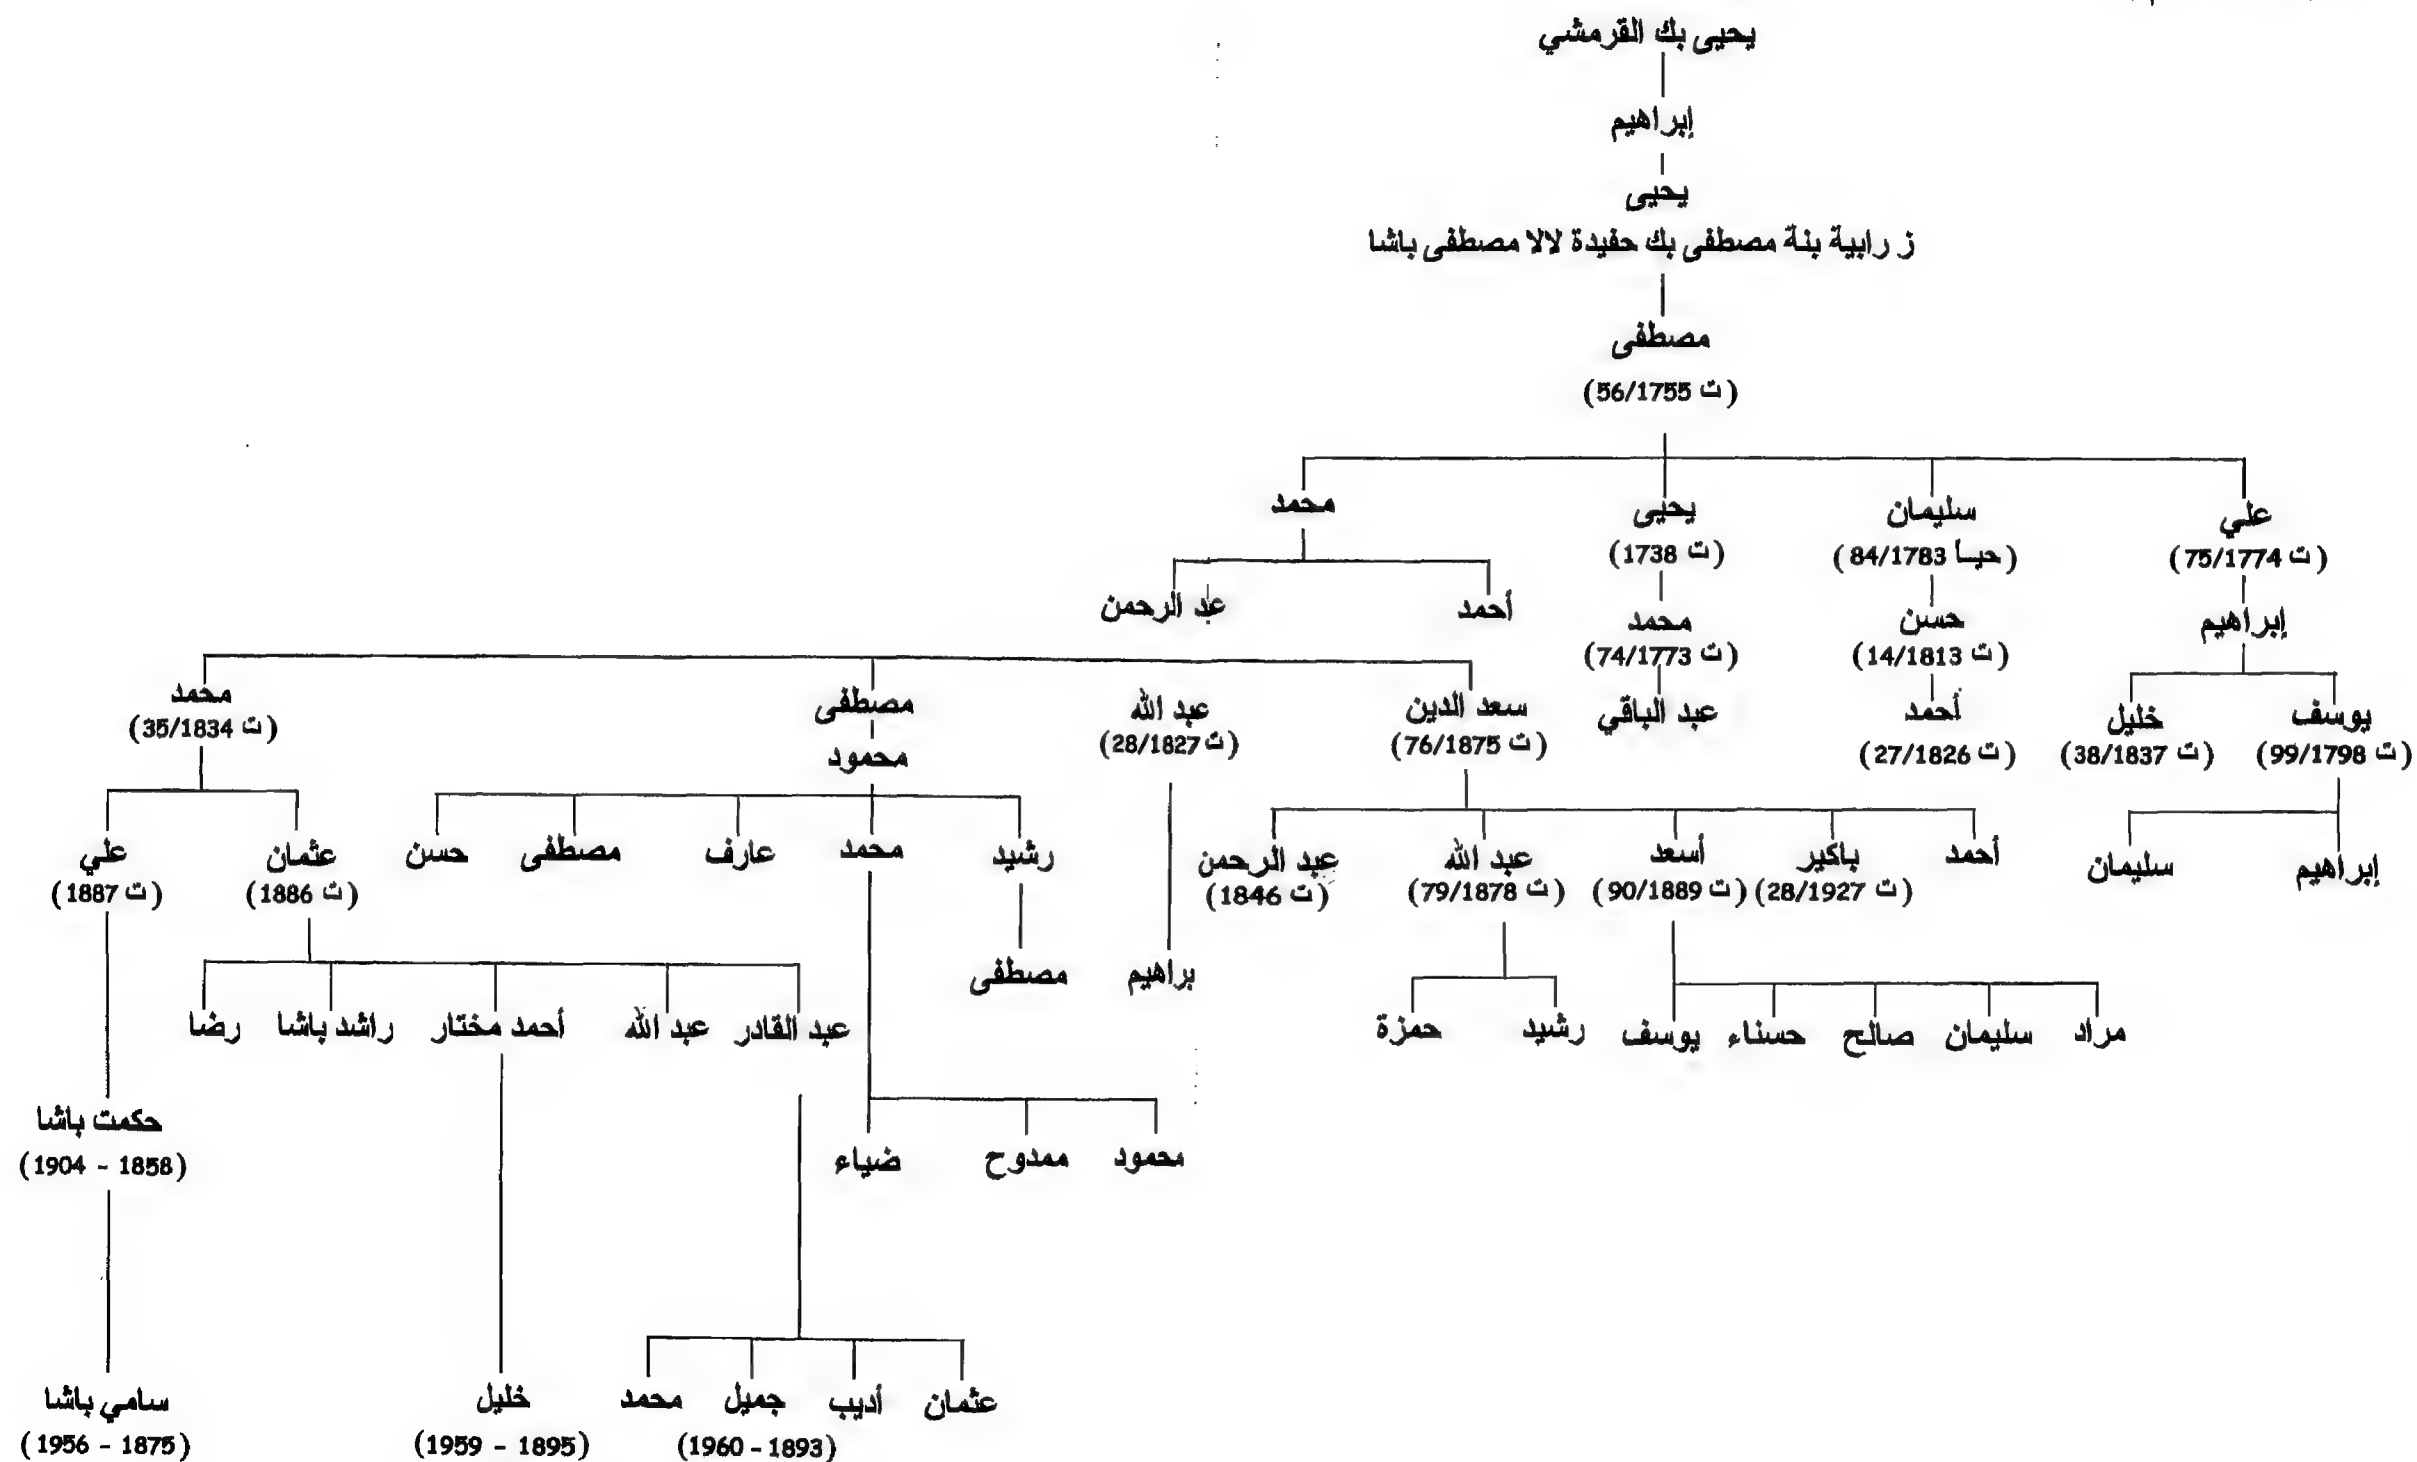 يحيى بك القرمشي
إبراهيم
يحيى
ز رابية بنة مصطفى بك حفيدة لالا مصطفى باشا
مصطفى
(ت 56/1755)
علي
(ت 75/1774)
سليمان
(حيا 84/1783)
يحيى
(ت 1738)
محمد
إبراهيم
حسن
(ت 14/1813)
محمد
(ت 74/1773)
أحمد
عبد الرحمن
يوسف
(ت 99/1798)
خليل
(ت 38/1837)
أحمد
(ت 27/1826)
عبد الباقي
سعد الدين
(ت 76/1875)
عبد الله
(ت 28/1827)
مصطفى
محمود
محمد
(ت 35/1834)
إبراهيم
سليمان
أحمد
باكير
(ت 28/1927)
أسعد
(ت 90/1889)
عبد الله
(ت 79/1878)
عبد الرحمن
(ت 1846)
رشيد
محمد
عارف
مصطفى
حسن
عثمان
(ت 1886)
علي
(ت 1887)
مراد
سليمان
صالح
حسناء
يوسف
رشيد
حمزة
براهيم
مصطفى
عبد القادر
عبد الله
أحمد مختار
راشد باشا
رضا
محمود
ممدوح
ضياء
حكمت باشا
(1904 - 1858)
عثمان
أديب
جميل
(1960 - 1893)
محمد
خليل
(1959 - 1895)
سامي باشا
(1956 - 1875)